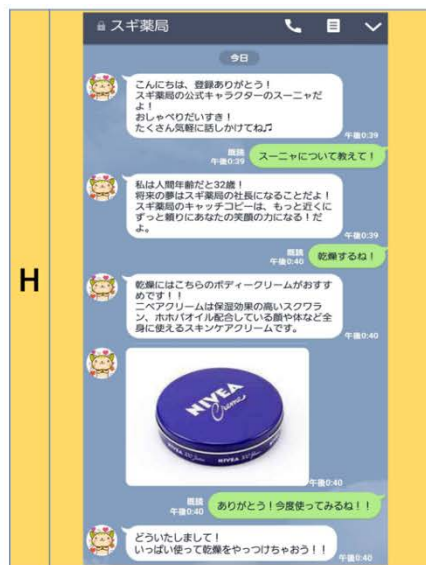 H
スギ薬局
今日
こんにちは、登録ありがとう!
スギ薬局の公式キャラクターのスーニャだ
よ!
おしゃべりだいすき!
たくさん気軽に話しかけてね♫
午後0:39
既読
午後0:39
スーニャについて教えて!
私は人間年齢だと32歳!
将来の夢はスギ薬局の社長になることだよ!
スギ薬局のキャッチコピーは、もっと近くに
ずっと頼りにあなたの笑顔の力になる!だ
よ。
午後0:39
既読
午後0:40
乾燥するね!
乾燥にはこちらのボディークリームがおすす
めです!!
ニベアクリームは保湿効果の高いスクワラ
ン、ホホバオイル配合している顔や体など全
身に使えるスキンケアクリームです。
午後0:40
NIVEA
Creme
午後0:40
既読
午後0:40
ありがとう!今度使ってみるね!!
どういたしまして!
いっぱい使って乾燥をやっつけちゃおう!!
午後0:40